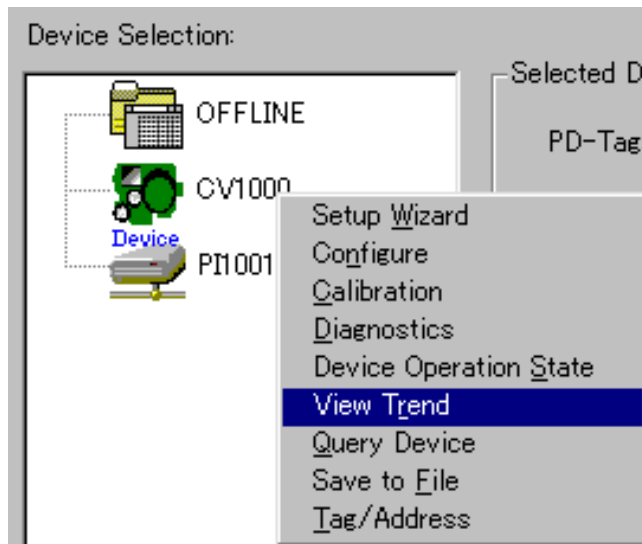 Device Selection:
Selected D
OFFLINE
PD-Tag
CV1000
Device
PI1001
Setup Wizard
Configure
Calibration
Diagnostics
Device Operation State
View Trend
Query Device
Save to File
Tag/Address